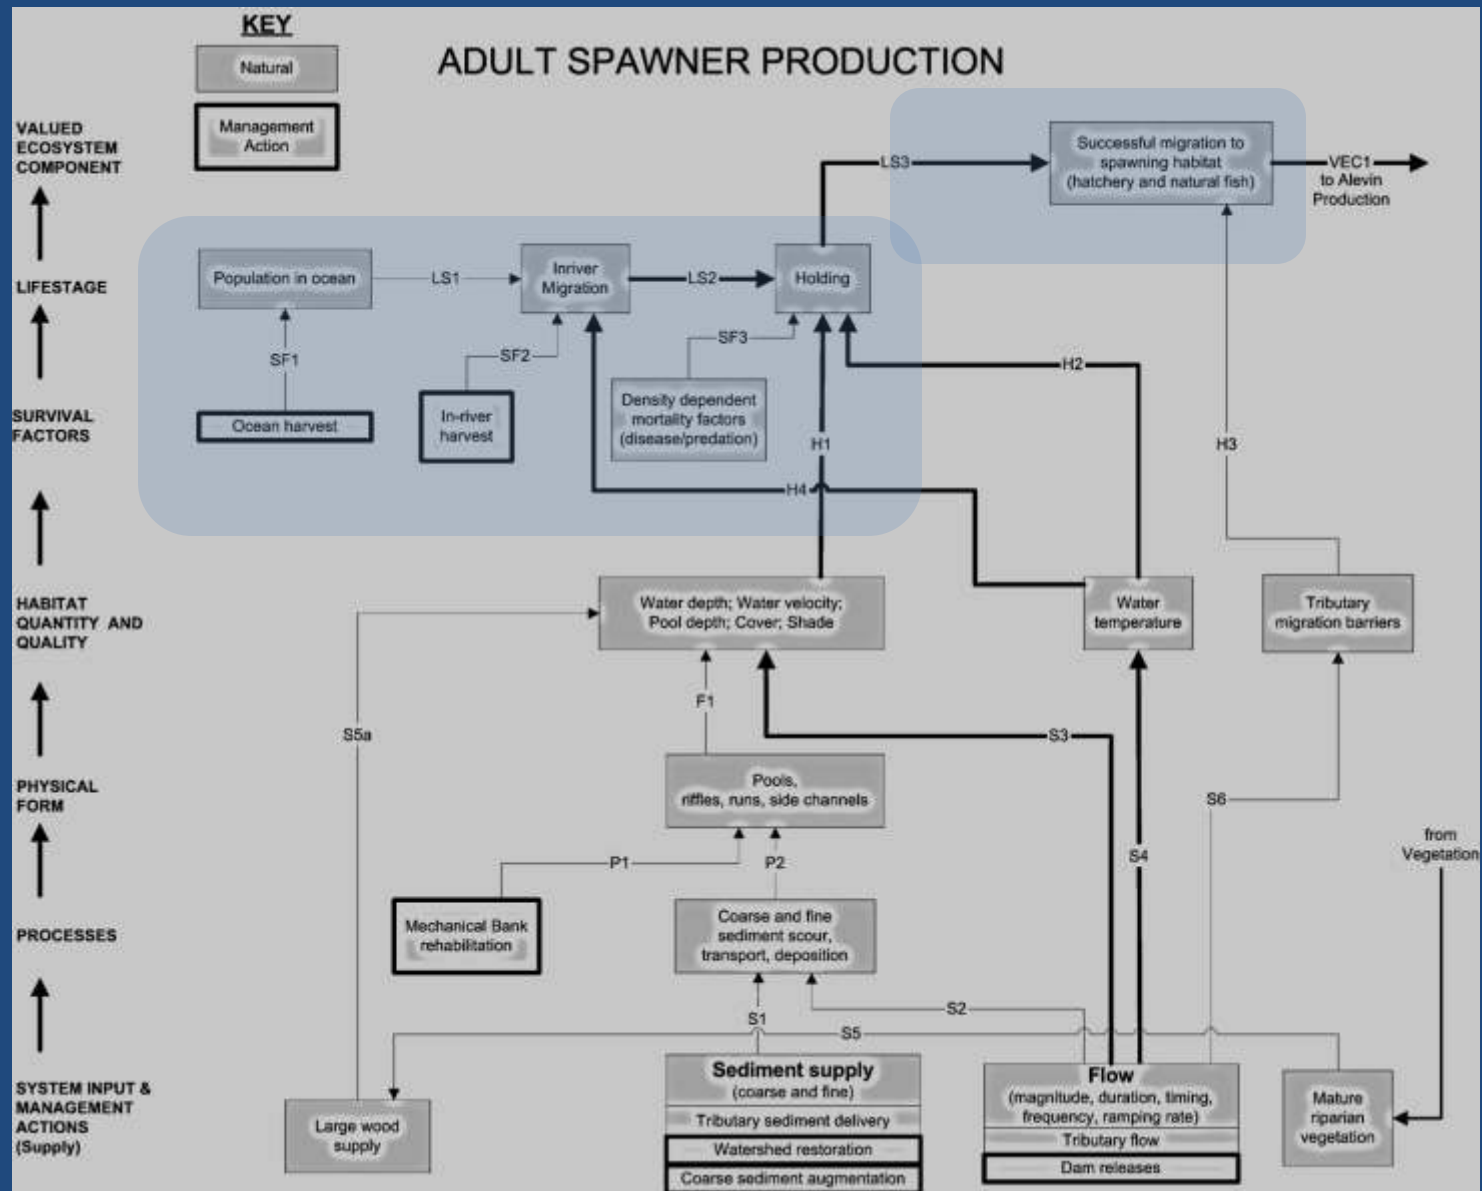 KEY
Natural
Management
Action
ADULT SPAWNER PRODUCTION
VALUED
ECOSYSTEM
COMPONENT
Successful migration to
spawning habitat
(hatchery and natural fish)
LS3
VEC1
to Alevin
Production
LIFESTAGE
Population in ocean
LS1
Inriver
Migration
LS2
Holding
SF1
SF2
SF3
H2
SURVIVAL
FACTORS
Ocean harvest
In-river
harvest
Density dependent
mortality factors
(disease/predation)
H1
H3
H4
HABITAT
QUANTITY AND
QUALITY
Water depth; Water velocity;
Pool depth; Cover; Shade
Water
temperature
Tributary
migration barriers
F1
S5a
S3
PHYSICAL
FORM
Pools,
riffles, runs, side channels
S6
from
Vegetation
P1
P2
S4
PROCESSES
Mechanical Bank
rehabilitation
Coarse and fine
sediment scour,
transport, deposition
S1
S2
S5
SYSTEM INPUT &
MANAGEMENT
ACTIONS
(Supply)
Large wood
supply
Sediment supply
(coarse and fine)
Tributary sediment delivery
Watershed restoration
Coarse sediment augmentation
Flow
(magnitude, duration, timing,
frequency, ramping rate)
Tributary flow
Dam releases
Mature
riparian
vegetation